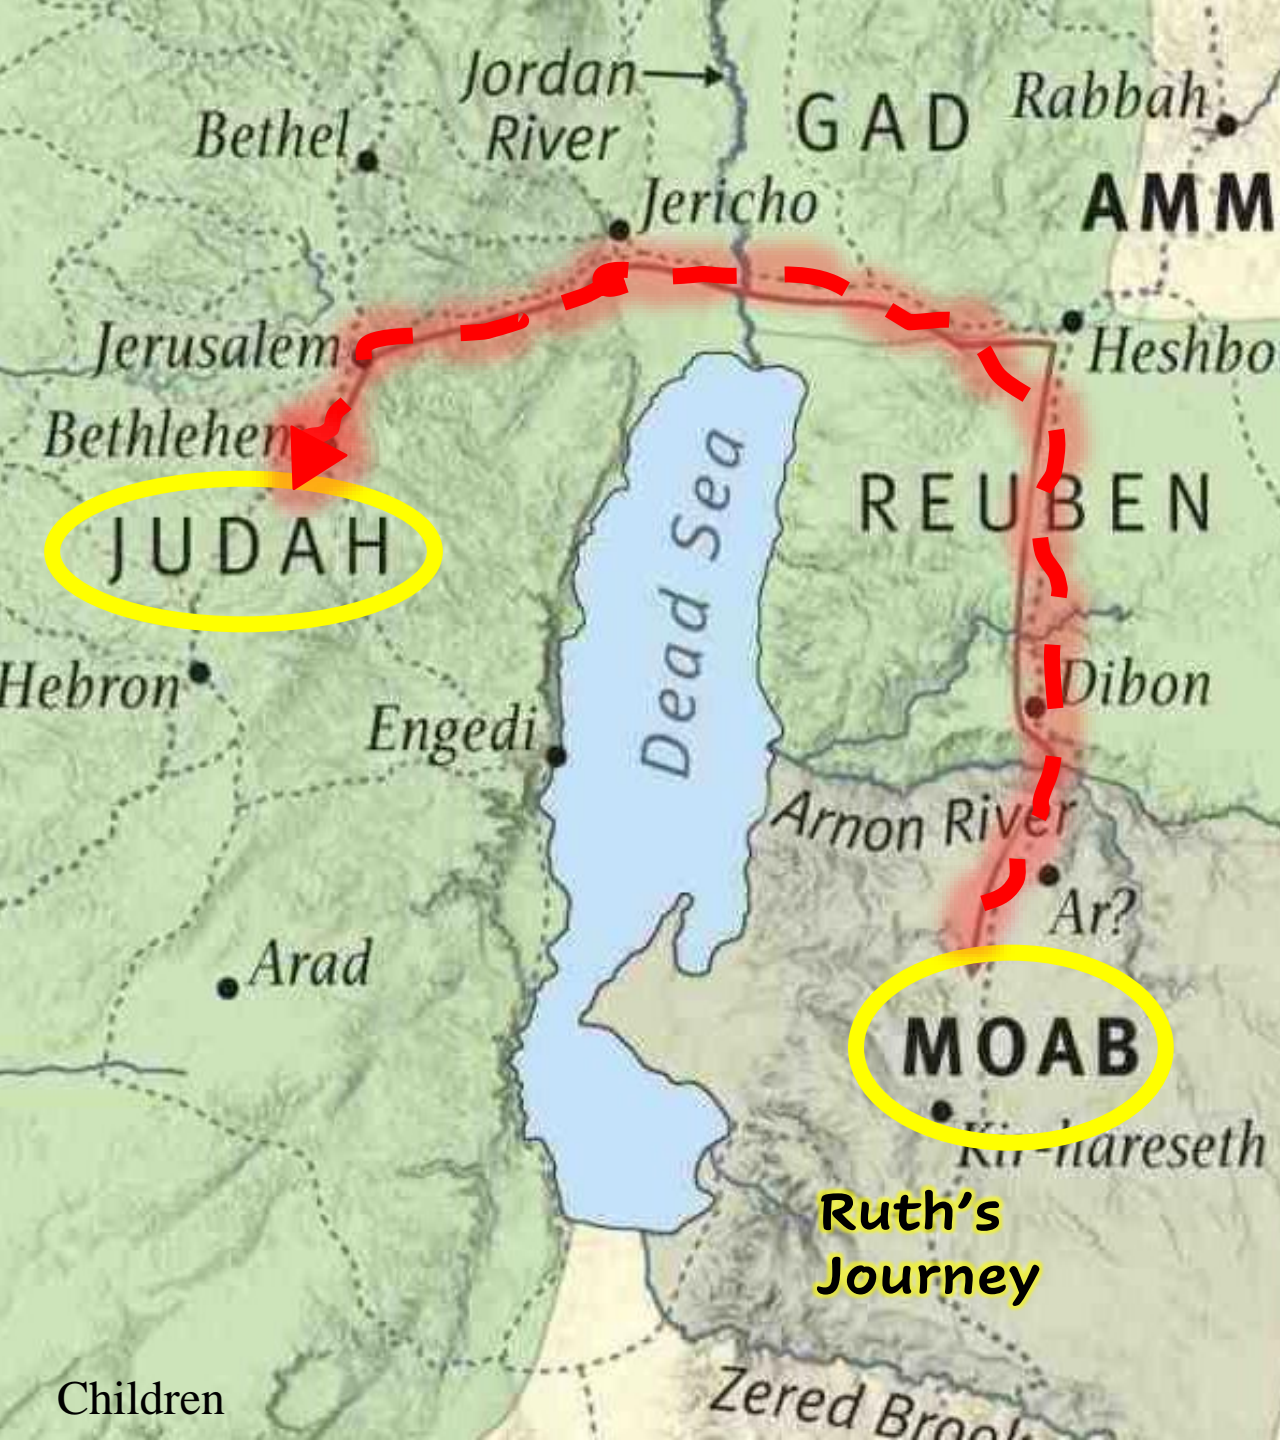 Jordan
River
GAD
Rabbah
Bethel
Jericho
AMM
Jerusalem
Heshbo
Bethlehem
REUBEN
JUDAH
Dead Sea
Hebron
Dibon
Engedi
Arnon River
Ar?
Arad
MOAB
Kir-hareseth
Ruth's
Journey
Zered Brook
Children